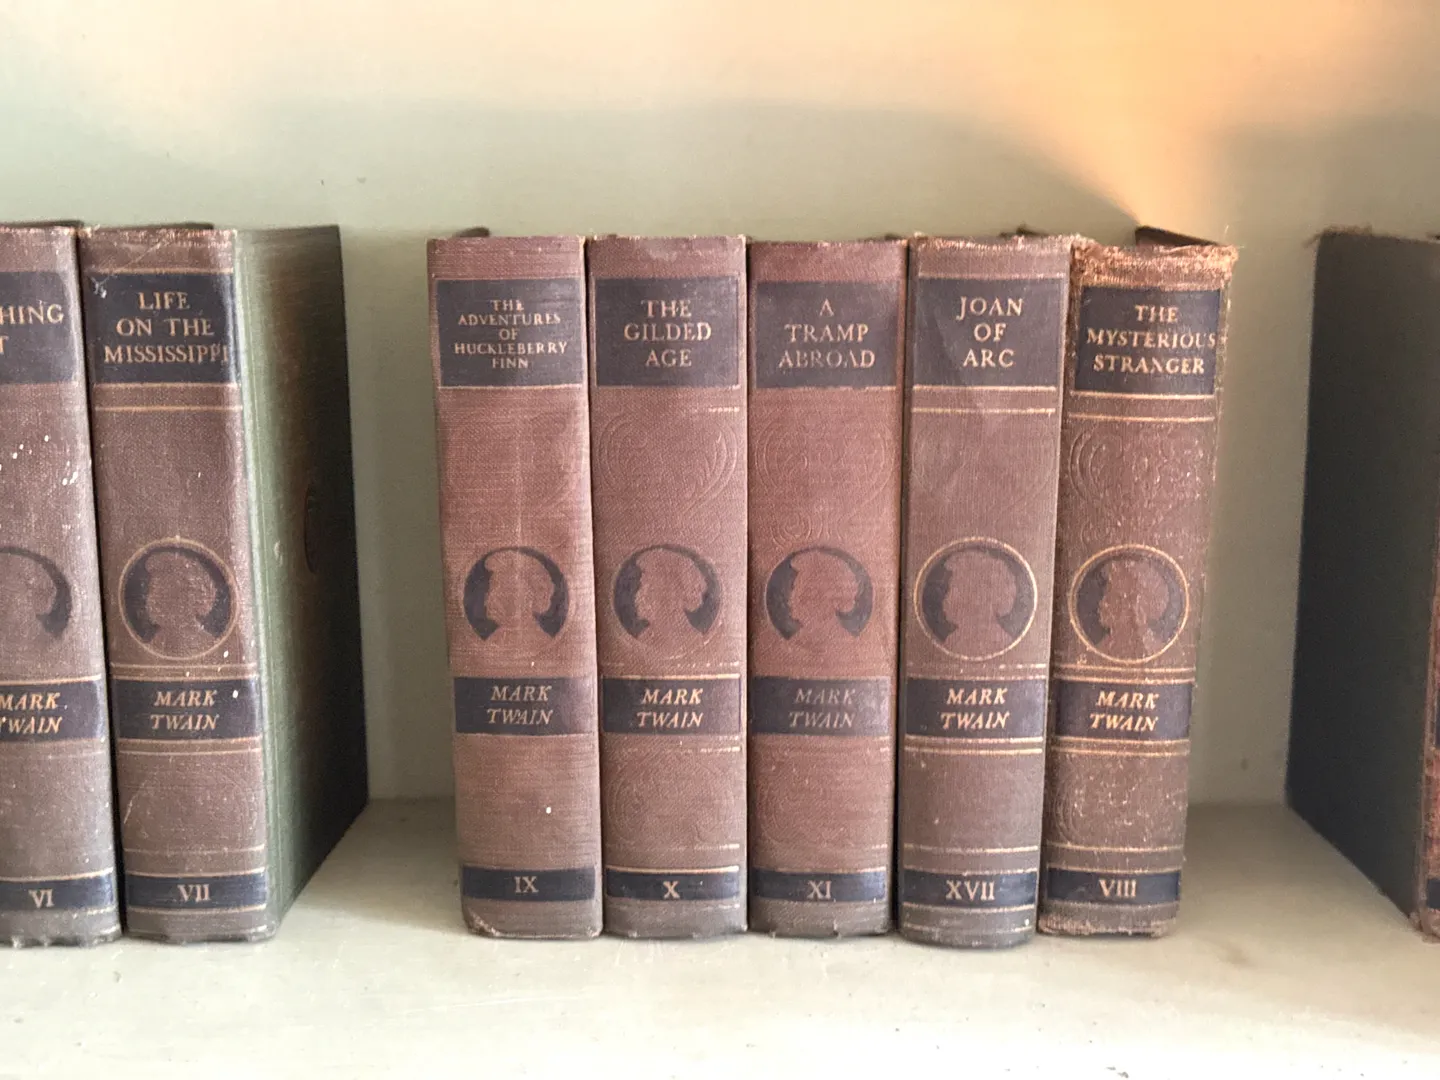 HING
T
MARK
TWAIN
VI
LIFE
ON THE
MISSISSIPPI
MARK
TWAIN
VII
THE
ADVENTURES
OF
HUCKLEBERRY
FINN
MARK
TWAIN
IX
THE
GILDED
AGE
MARK
TWAIN
X
A
TRAMP
ABROAD
MARK
TWAIN
XI
JOAN
OF
ARC
MARK
TWAIN
XVII
THE
MYSTERIOUS
STRANGER
MARK
TWAIN
VIII